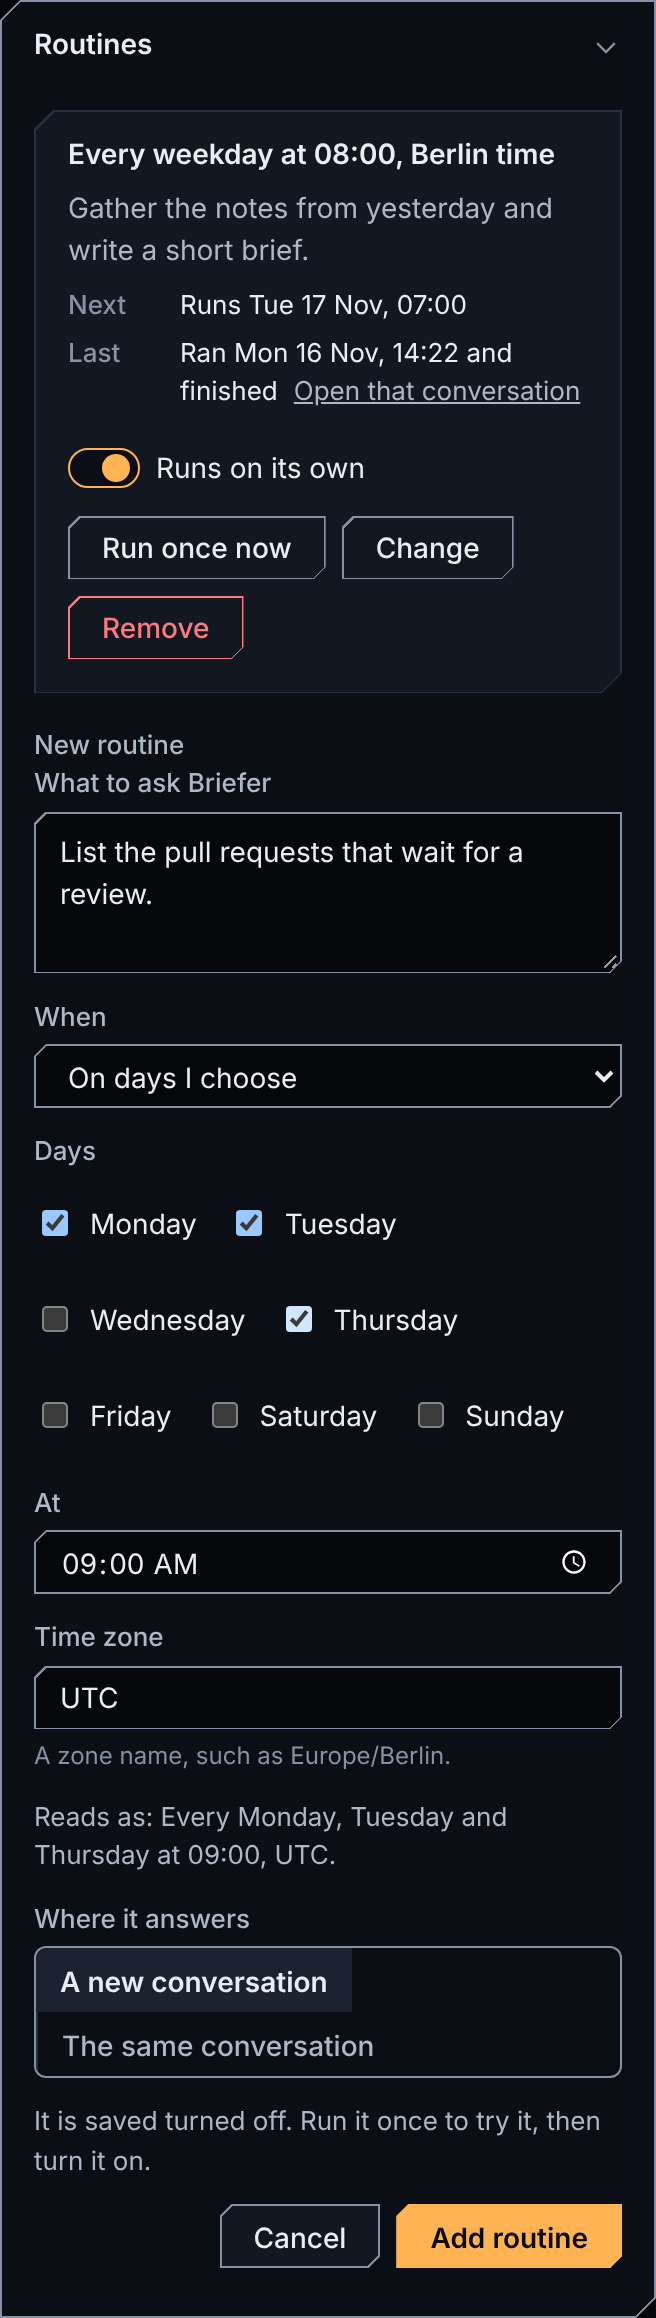 Routines
Every weekday at 08:00, Berlin time
Gather the notes from yesterday and
write a short brief.
Next Runs Tue 17 Nov, 07:00
Last Ran Mon 16 Nov, 14:22 and
finished Open that conversation
Runs on its own
Run once now Change
Remove
New routine
What to ask Briefer
List the pull requests that wait for a
review.
When
On days I choose
Days
Monday Tuesday
Wednesday Thursday
Friday Saturday Sunday
At
09:00 AM
Time zone
UTC
A zone name, such as Europe/Berlin.
Reads as: Every Monday, Tuesday and
Thursday at 09:00, UTC.
Where it answers
A new conversation
The same conversation
It is saved turned off. Run it once to try it, then
turn it on.
Cancel Add routine